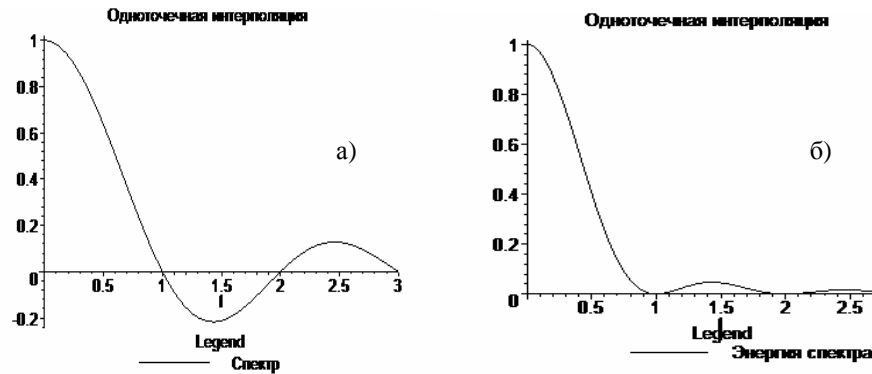 Одноточечная интерполяция
1
0.8
0.6
0.4
0.2
0
-0.2
0.5
1
1.5
2
2.5
3
f
а)
Legend
Спектр
Одноточечная интерполяция
1
0.8
0.6
0.4
0.2
0
0.5
1
1.5
2
2.5
f
б)
Legend
Энергия спектра